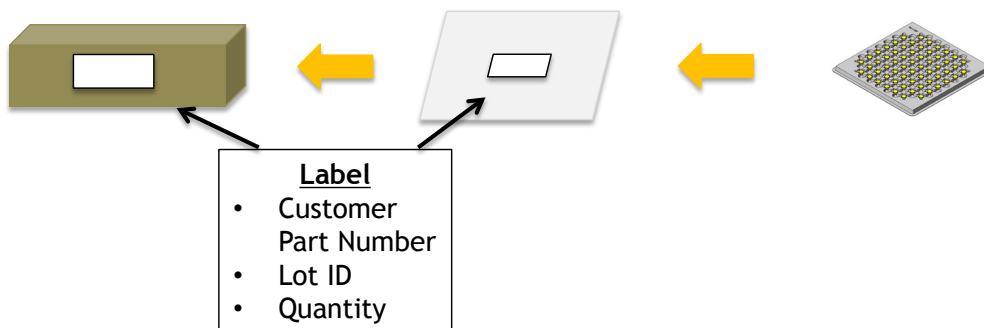 Label
• Customer
Part Number
• Lot ID
• Quantity